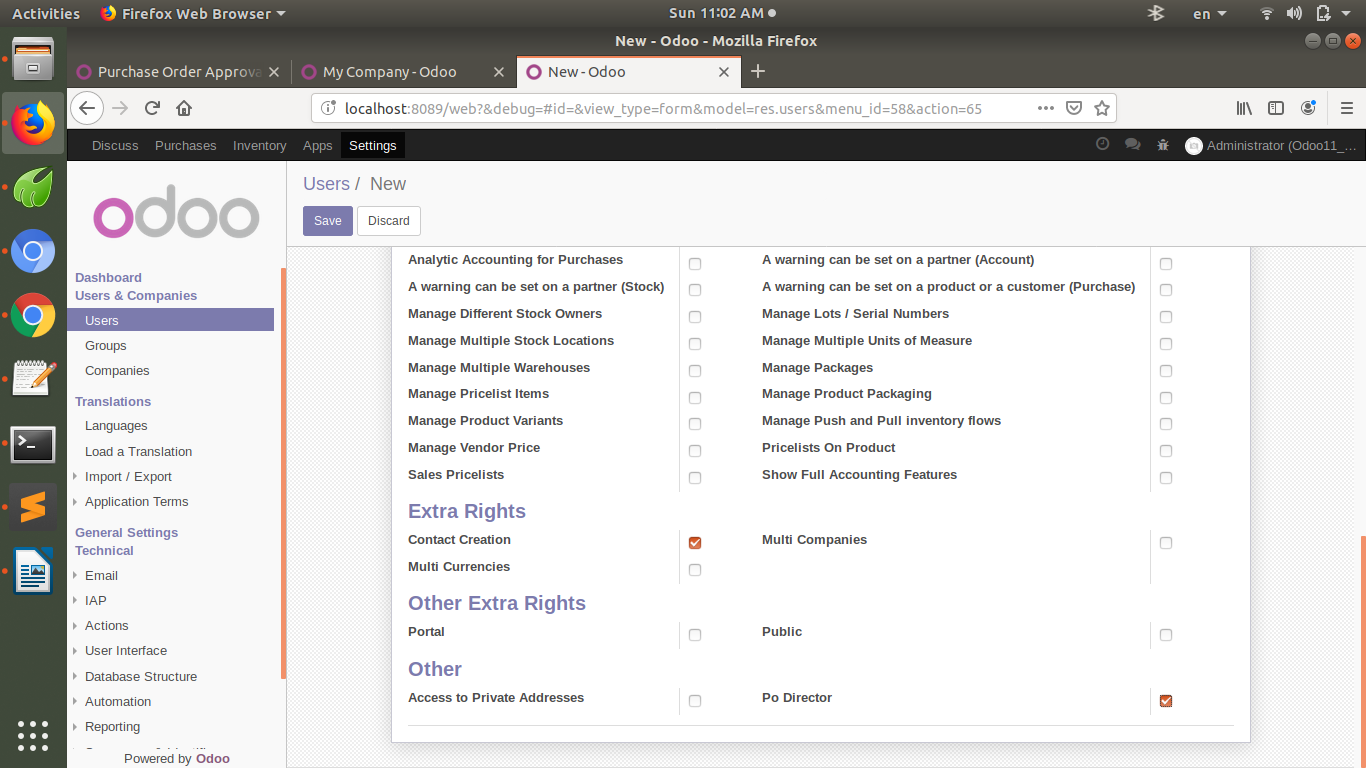 Activities Firefox Web Browser Sun 11:02 AM en
New - Odoo - Mozilla Firefox
Purchase Order Approva My Company - Odoo New - Odoo
localhost:8089/web?&debug=#id=&view_type=form&model=res.users&menu_id=58&action=65
Discuss Purchases Inventory Apps Settings Administrator (Odoo11_...
odoo
Users / New
Save Discard
Dashboard
Users & Companies
Users
Groups
Companies
Translations
Languages
Load a Translation
Import / Export
Application Terms
General Settings
Technical
Email
IAP
Actions
User Interface
Database Structure
Automation
Reporting
Powered by Odoo
Analytic Accounting for Purchases A warning can be set on a partner (Account)
A warning can be set on a partner (Stock) A warning can be set on a product or a customer (Purchase)
Manage Different Stock Owners Manage Lots / Serial Numbers
Manage Multiple Stock Locations Manage Multiple Units of Measure
Manage Multiple Warehouses Manage Packages
Manage Pricelist Items Manage Product Packaging
Manage Product Variants Manage Push and Pull inventory flows
Manage Vendor Price Pricelists On Product
Sales Pricelists Show Full Accounting Features
Extra Rights
Contact Creation Multi Companies
Multi Currencies
Other Extra Rights
Portal Public
Other
Access to Private Addresses Po Director